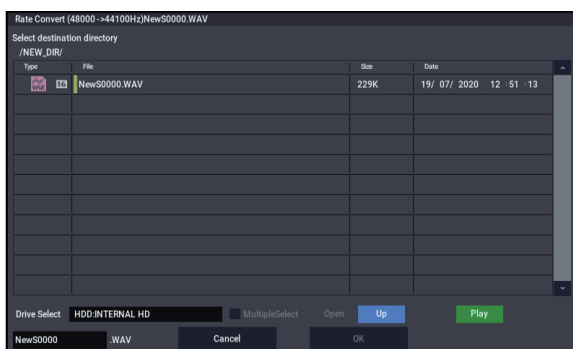 Rate Convert (48000->44100Hz)NewS0000.WAV
Select destination directory
/NEW_DIR/
Type File Size Date
16 NewS0000.WAV 229K 19/ 07/ 2020 12 :51 :13
Drive Select HDD:INTERNAL HD MultipleSelect Open Up Play
NewS0000 .WAV Cancel OK